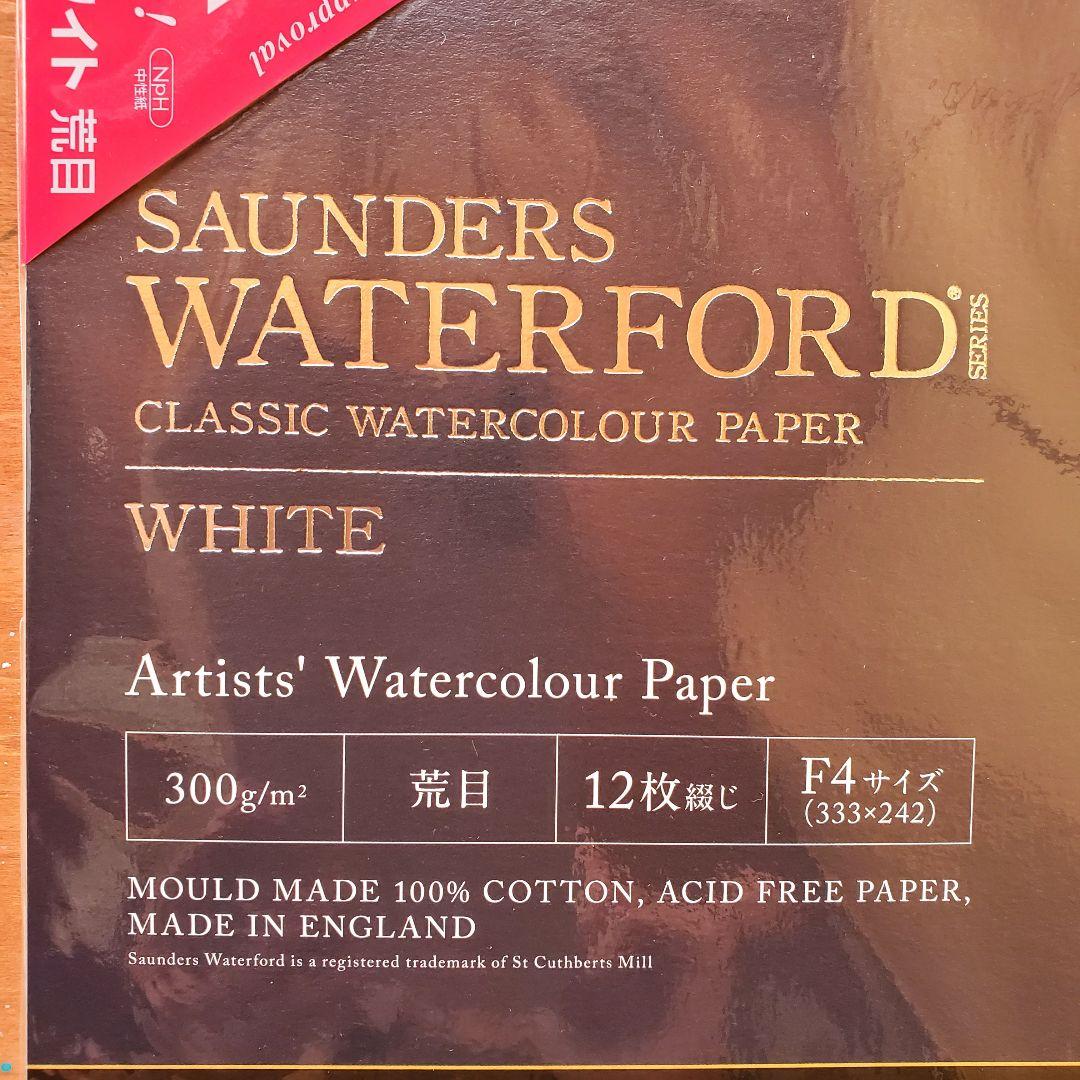 イト 荒目
!
NpH
中性紙
approval
SAUNDERS
WATERFORD®
SERIES
CLASSIC WATERCOLOUR PAPER
WHITE
Artists' Watercolour Paper
300g/m²
荒目
12枚綴じ
F4サイズ
(333×242)
MOULD MADE 100% COTTON, ACID FREE PAPER,
MADE IN ENGLAND
Saunders Waterford is a registered trademark of St Cuthberts Mill